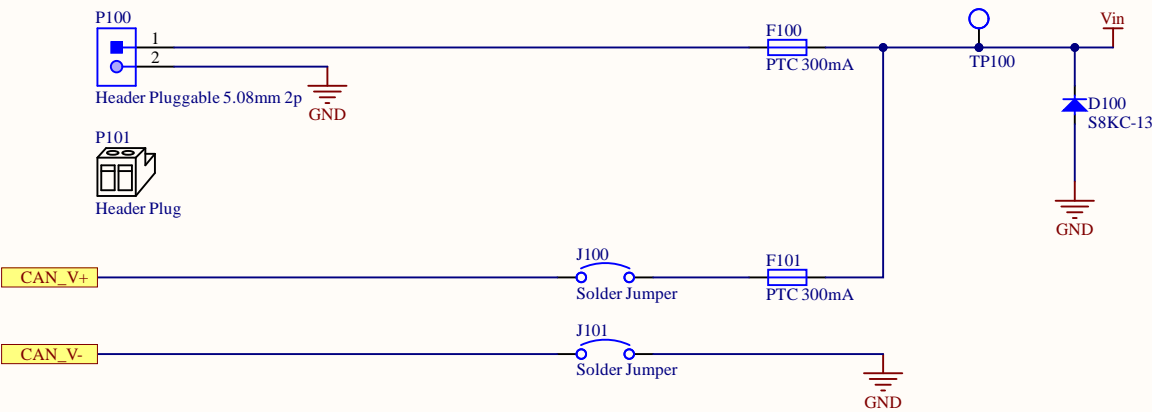 P100
1
2
Header Pluggable 5.08mm 2p
GND
F100
PTC 300mA
TP100
Vin
D100
S8KC-13
GND
P101
Header Plug
CAN_V+
J100
Solder Jumper
F101
PTC 300mA
CAN_V-
J101
Solder Jumper
GND